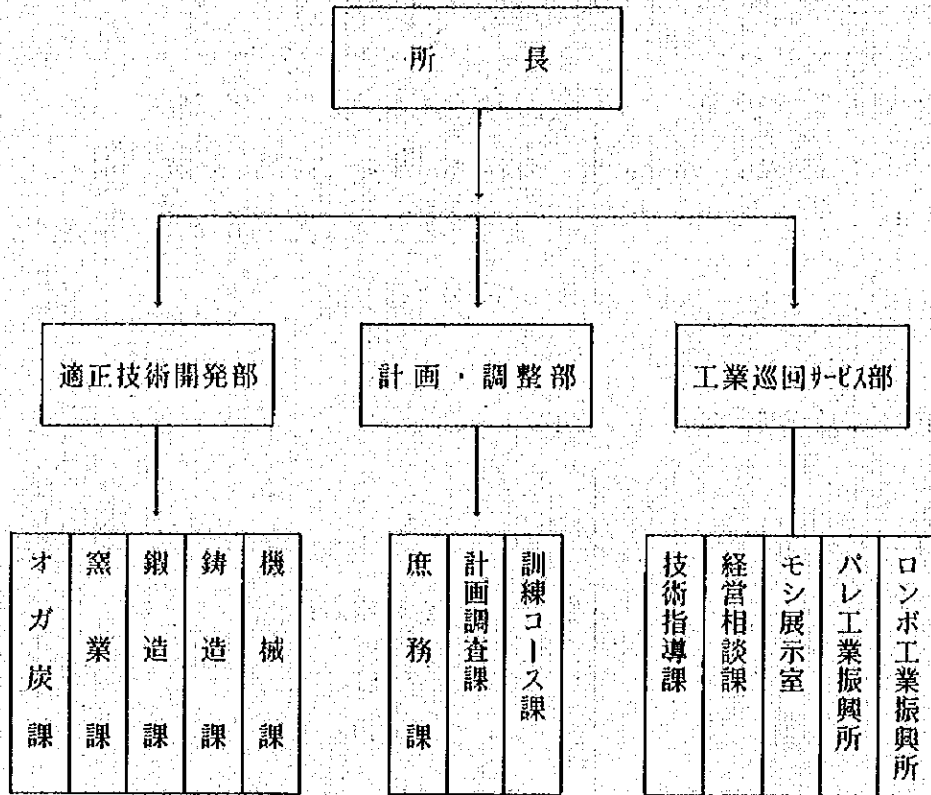 所長
適正技術開発部
計画・調整部
工業巡回サービス部
オガ炭課
窯業課
鍛造課
鋳造課
機械課
庶務課
計画調査課
訓練コース課
技術指導課
経営相談課
モシ展示室
パレ工業振興所
ロンボ工業振興所